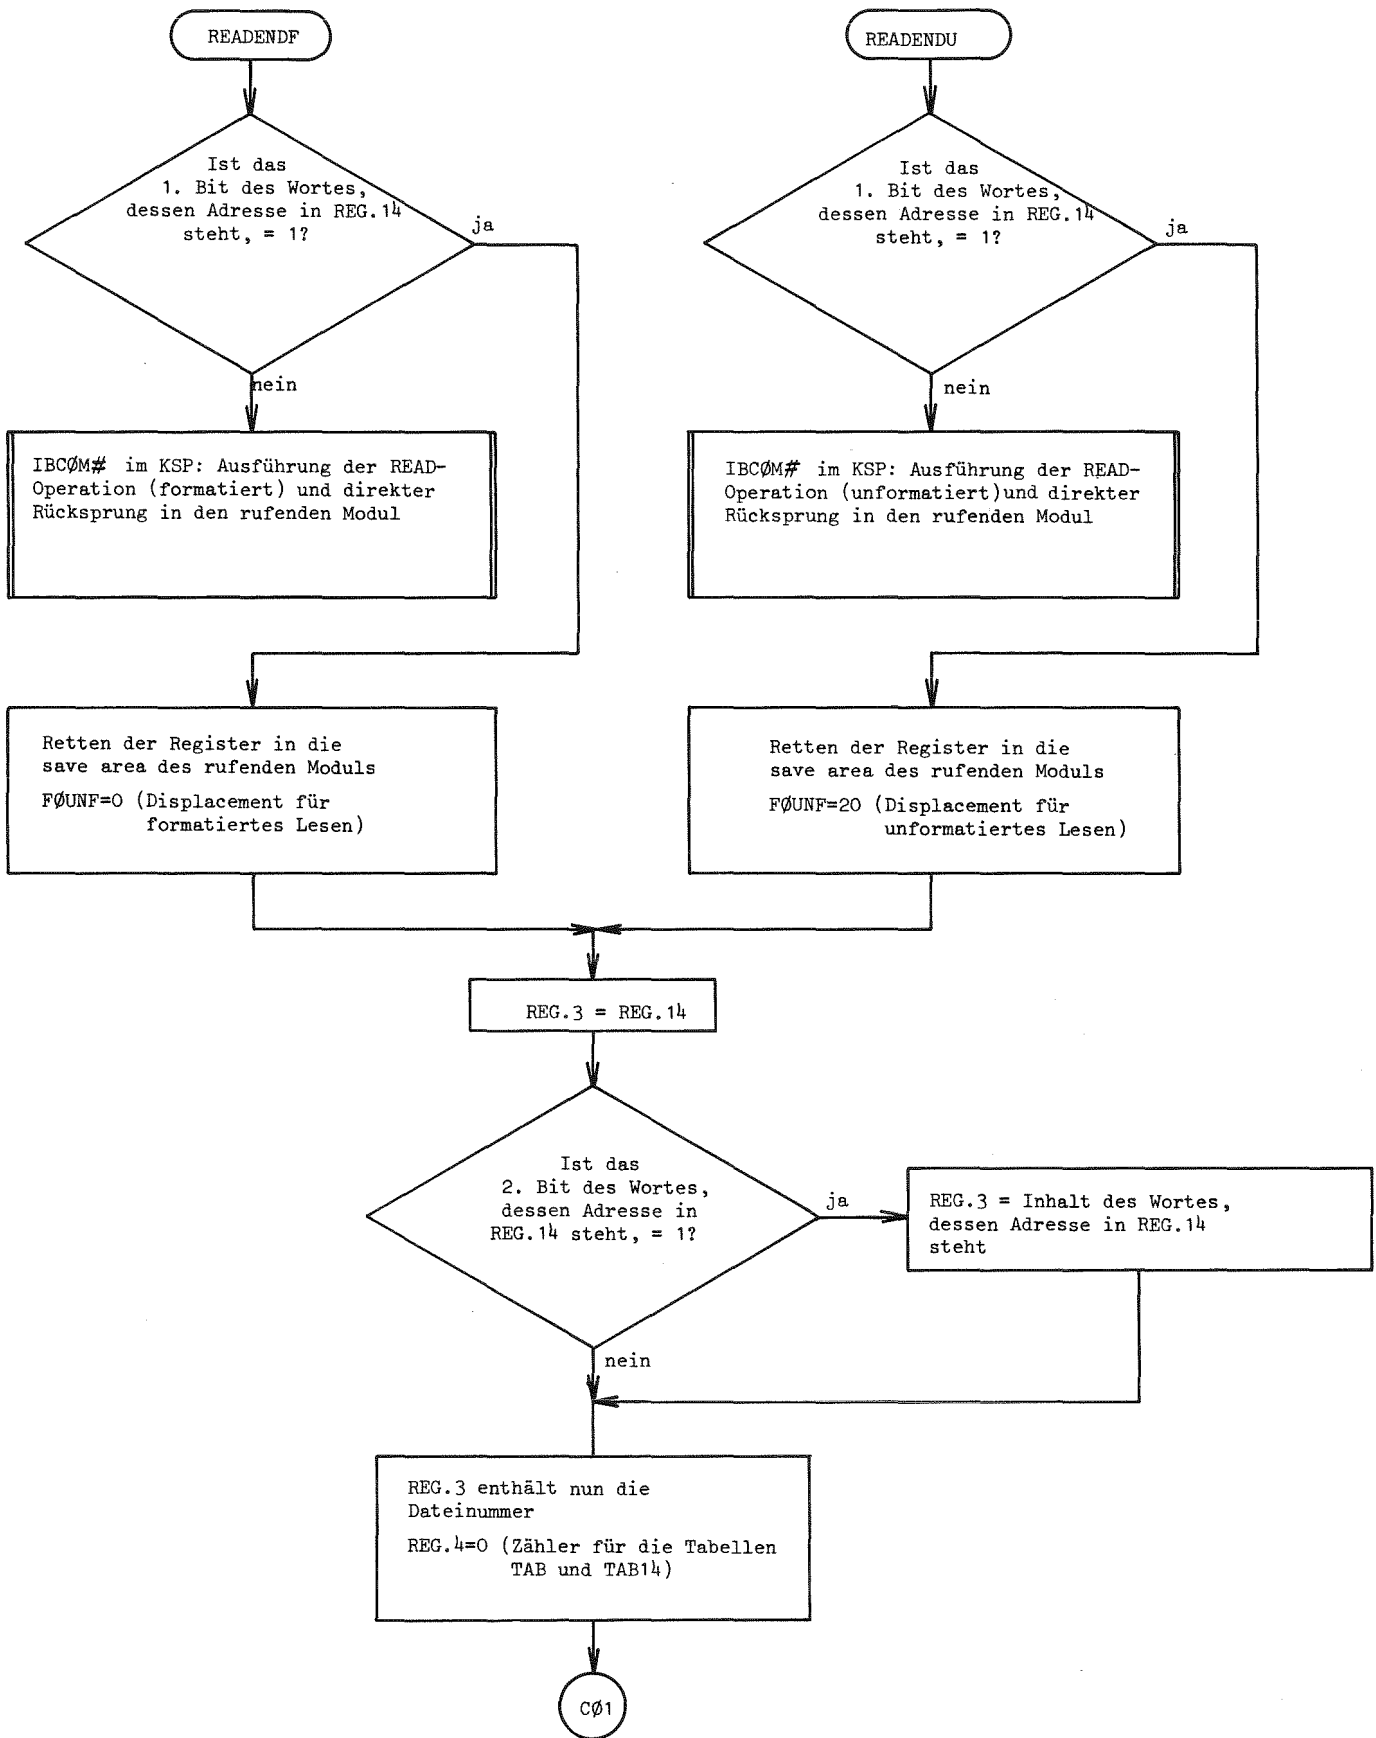 READENDF
Ist das
1. Bit des Wortes,
dessen Adresse in REG.14
steht, = 1?
ja
nein
IBCØM# im KSP: Ausführung der READ-
Operation (formatiert) und direkter
Rücksprung in den rufenden Modul
Retten der Register in die
save area des rufenden Moduls
FØUNF=0 (Displacement für
formatiertes Lesen)
READENDU
Ist das
1. Bit des Wortes,
dessen Adresse in REG.14
steht, = 1?
ja
nein
IBCØM# im KSP: Ausführung der READ-
Operation (unformatiert)und direkter
Rücksprung in den rufenden Modul
Retten der Register in die
save area des rufenden Moduls
FØUNF=20 (Displacement für
unformatiertes Lesen)
REG.3 = REG.14
Ist das
2. Bit des Wortes,
dessen Adresse in
REG.14 steht, = 1?
ja
REG.3 = Inhalt des Wortes,
dessen Adresse in REG.14
steht
nein
REG.3 enthält nun die
Dateinummer
REG.4=0 (Zähler für die Tabellen
TAB und TAB14)
CØ1